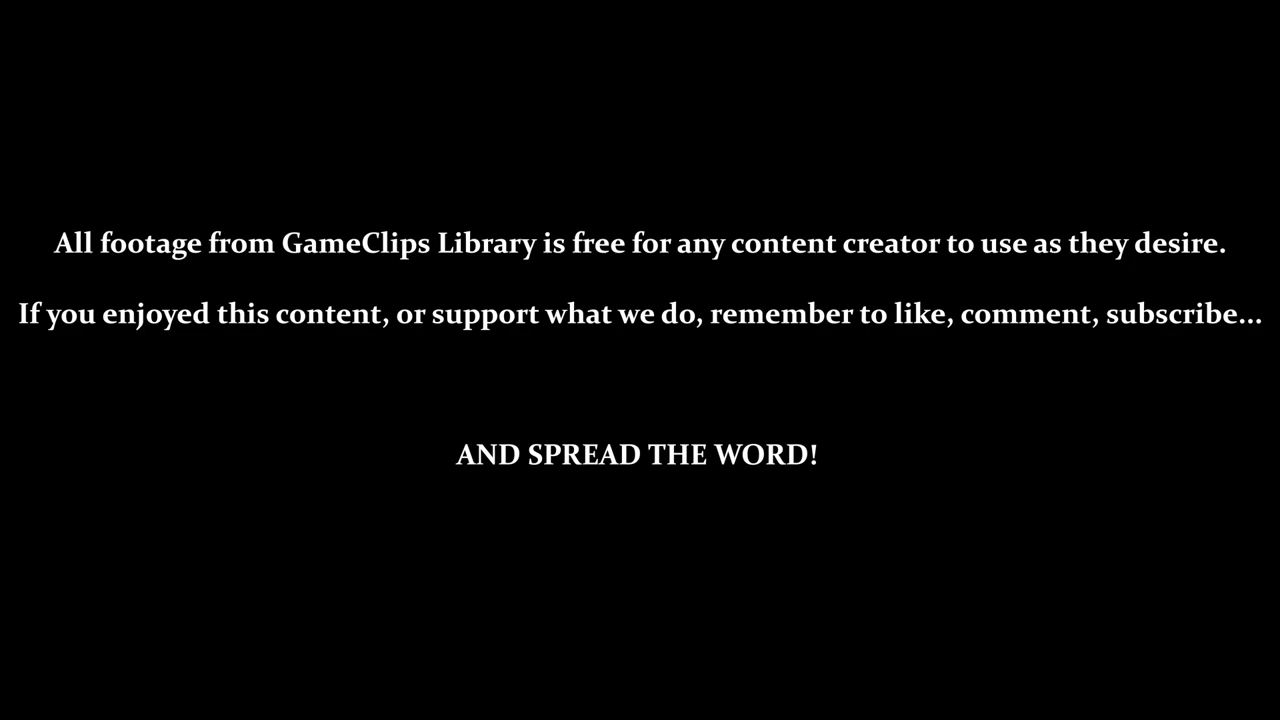 All footage from GameClips Library is free for any content creator to use as they desire.
If you enjoyed this content, or support what we do, remember to like, comment, subscribe...
AND SPREAD THE WORD!